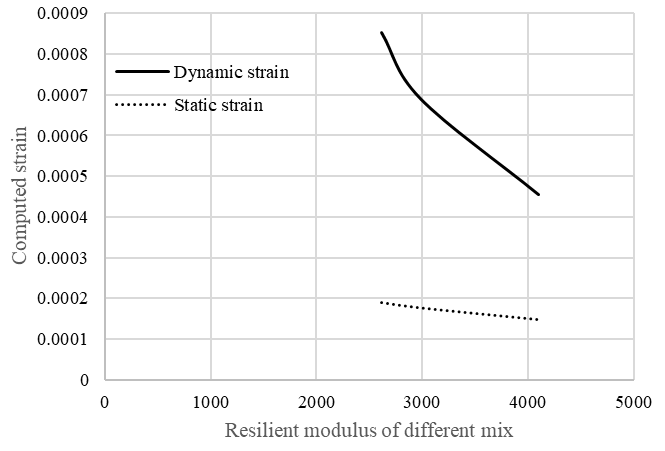 0.0009
0.0008
0.0007
0.0006
0.0005
0.0004
0.0003
0.0002
0.0001
0
Dynamic strain
Static strain
Computed strain
0 1000 2000 3000 4000 5000
Resilient modulus of different mix